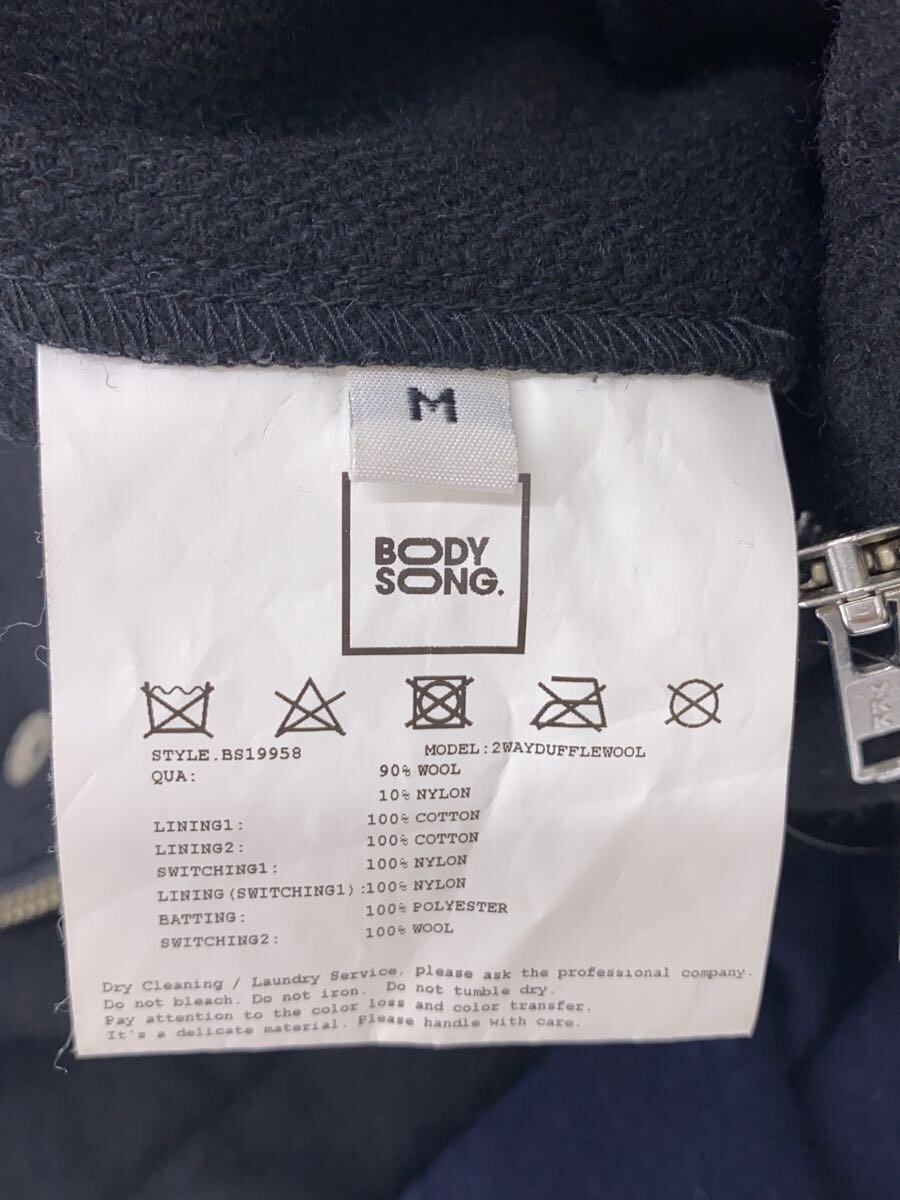 M
BODY
SONG.
STYLE.BS19958 MODEL:2WAYDUFFLEWOOL
QUA: 90% WOOL
10% NYLON
LINING1: 100% COTTON
LINING2: 100% COTTON
SWITCHING1: 100% NYLON
LINING(SWITCHING1):100% NYLON
BATTING: 100% POLYESTER
SWITCHING2: 100% WOOL
Dry Cleaning / Laundry Service, please ask the professional company.
Do not bleach. Do not iron. Do not tumble dry.
Pay attention to the color loss and color transfer.
It's a delicate material. Please handle with care.
YKK